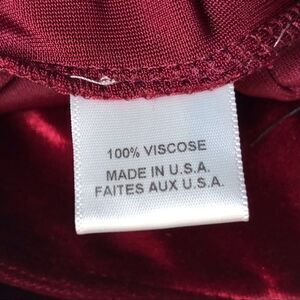 100% VISCOSE
MADE IN U.S.A.
FAITES AUX U.S.A.